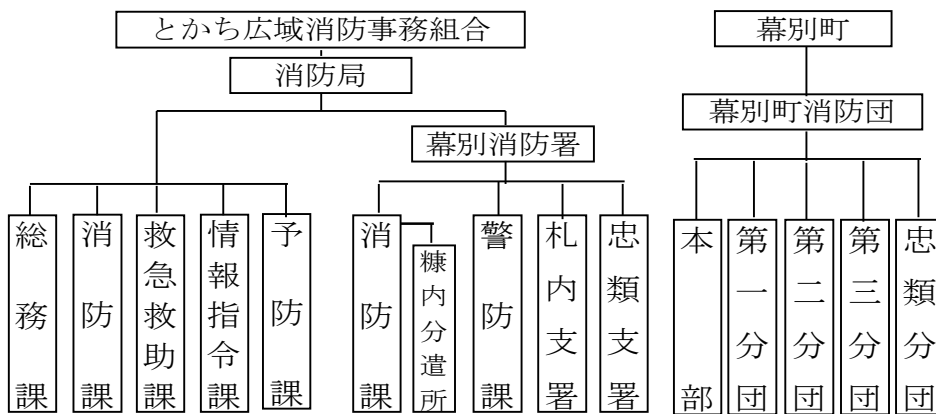 とかち広域消防事務組合
消防局
幕別消防署
総務課
消防課
救急救助課
情報指令課
予防課
消防課
糠内分遣所
警防課
札内支署
忠類支署
幕別町
幕別町消防団
本部
第一分団
第二分団
第三分団
忠類分団